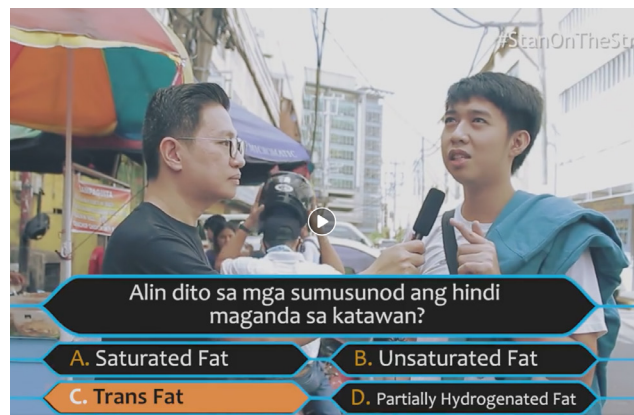 #StanOnTheStr
Alin dito sa mga sumusunod ang hindi
maganda sa katawan?
A. Saturated Fat
B. Unsaturated Fat
C. Trans Fat
D. Partially Hydrogenated Fat